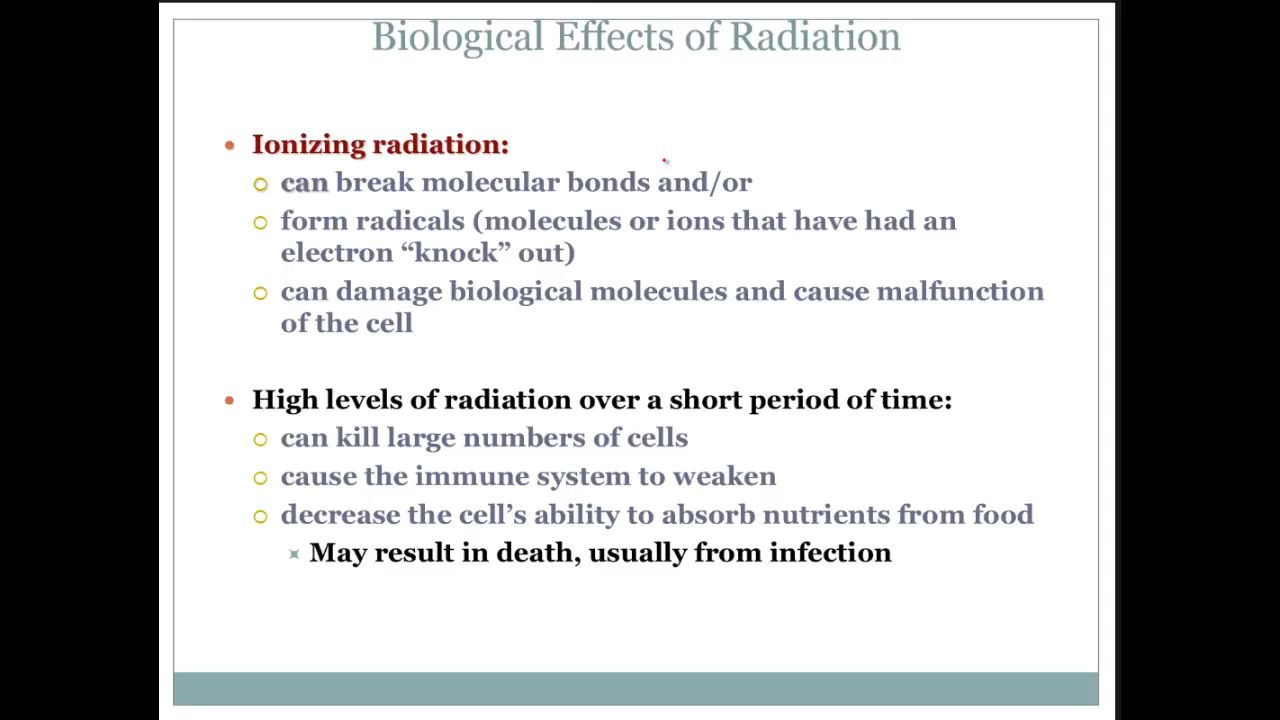 Biological Effects of Radiation
Ionizing radiation:
can break molecular bonds and/or
form radicals (molecules or ions that have had an
electron “knock” out)
can damage biological molecules and cause malfunction
of the cell
High levels of radiation over a short period of time:
can kill large numbers of cells
cause the immune system to weaken
decrease the cell’s ability to absorb nutrients from food
May result in death, usually from infection